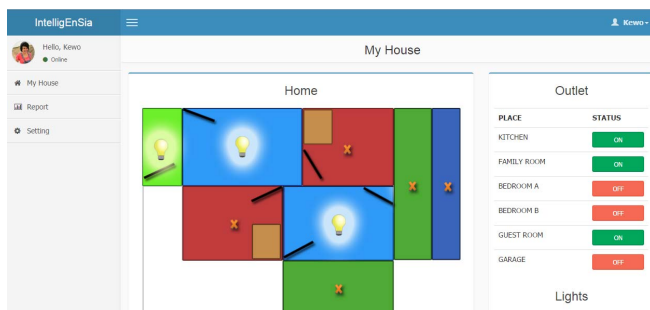 IntelligEnSia
Kewo
Hello, Kewo
Online
My House
Report
Setting
My House
Home
Outlet
PLACE STATUS
KITCHEN ON
FAMILY ROOM ON
BEDROOM A OFF
BEDROOM B OFF
GUEST ROOM ON
GARAGE OFF
Lights